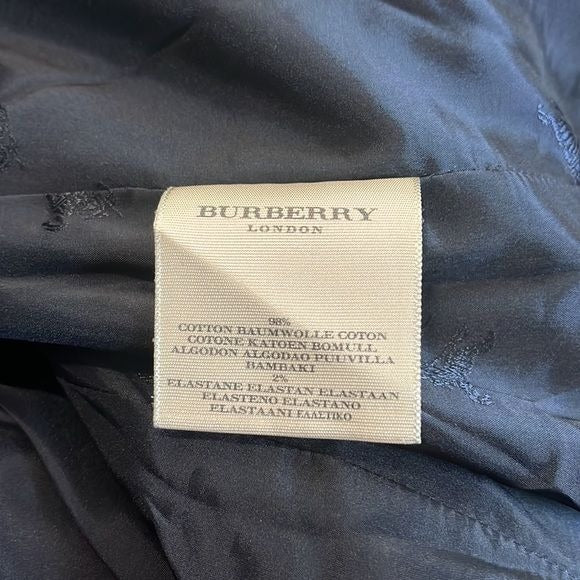 BURBERRY
LONDON
98%
COTTON BAUMWOLLE COTON
COTONE KATOEN BOMULL
ALGODON ALGODAO PUUVILLA
BAMBAKI
2%
ELASTANE ELASTAN ELASTAAN
ELASTENO ELASTANO
ELASTAANI ΕΛΑΣΤΙΚΟ